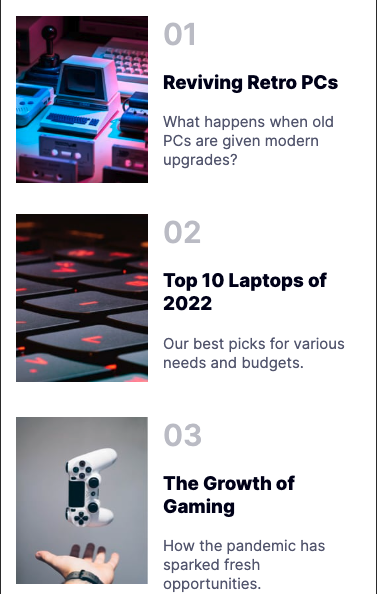 01
Reviving Retro PCs
What happens when old
PCs are given modern
upgrades?
02
Top 10 Laptops of
2022
Our best picks for various
needs and budgets.
03
The Growth of
Gaming
How the pandemic has
sparked fresh
opportunities.